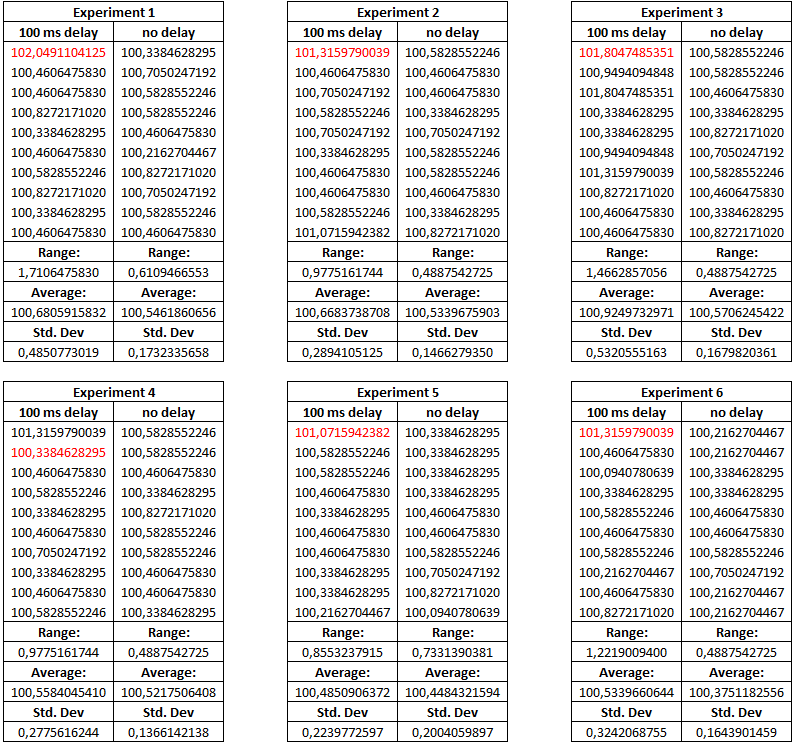 Experiment 1
100 ms delay no delay
102,0491104125 100,3384628295
100,4606475830 100,7050247192
100,4606475830 100,5828552246
100,8272171020 100,5828552246
100,3384628295 100,4606475830
100,4606475830 100,2162704467
100,5828552246 100,8272171020
100,8272171020 100,7050247192
100,3384628295 100,5828552246
100,4606475830 100,4606475830
Range: Range:
1,7106475830 0,6109466553
Average: Average:
100,6805915832 100,5461860656
Std. Dev Std. Dev
0,4850773019 0,1732335658
Experiment 2
100 ms delay no delay
101,3159790039 100,5828552246
100,4606475830 100,4606475830
100,7050247192 100,4606475830
100,5828552246 100,3384628295
100,7050247192 100,7050247192
100,3384628295 100,5828552246
100,4606475830 100,5828552246
100,4606475830 100,4606475830
100,5828552246 100,3384628295
101,0715942382 100,8272171020
Range: Range:
0,9775161744 0,4887542725
Average: Average:
100,6683738708 100,5339675903
Std. Dev Std. Dev
0,2894105125 0,1466279350
Experiment 3
100 ms delay no delay
101,8047485351 100,5828552246
100,9494094848 100,5828552246
101,8047485351 100,4606475830
100,3384628295 100,3384628295
100,3384628295 100,8272171020
100,9494094848 100,7050247192
101,3159790039 100,5828552246
100,8272171020 100,4606475830
100,4606475830 100,3384628295
100,4606475830 100,8272171020
Range: Range:
1,4662857056 0,4887542725
Average: Average:
100,9249732971 100,5706245422
Std. Dev Std. Dev
0,5320555163 0,1679820361
Experiment 4
100 ms delay no delay
101,3159790039 100,5828552246
100,3384628295 100,5828552246
100,4606475830 100,4606475830
100,5828552246 100,3384628295
100,3384628295 100,8272171020
100,4606475830 100,5828552246
100,7050247192 100,5828552246
100,3384628295 100,4606475830
100,4606475830 100,4606475830
100,5828552246 100,3384628295
Range: Range:
0,9775161744 0,4887542725
Average: Average:
100,5584045410 100,5217506408
Std. Dev Std. Dev
0,2775616244 0,1366142138
Experiment 5
100 ms delay no delay
101,0715942382 100,3384628295
100,5828552246 100,3384628295
100,5828552246 100,3384628295
100,4606475830 100,3384628295
100,3384628295 100,4606475830
100,4606475830 100,3384628295
100,4606475830 100,5828552246
100,3384628295 100,7050247192
100,3384628295 100,8272171020
100,2162704467 100,0940780639
Range: Range:
0,8553237915 0,7331390381
Average: Average:
100,4850906372 100,4484321594
Std. Dev Std. Dev
0,2239772597 0,2004059897
Experiment 6
100 ms delay no delay
101,3159790039 100,2162704467
100,4606475830 100,2162704467
100,0940780639 100,3384628295
100,3384628295 100,3384628295
100,5828552246 100,4606475830
100,4606475830 100,4606475830
100,5828552246 100,5828552246
100,2162704467 100,7050247192
100,4606475830 100,2162704467
100,8272171020 100,2162704467
Range: Range:
1,2219009400 0,4887542725
Average: Average:
100,5339660644 100,3751182556
Std. Dev Std. Dev
0,3242068755 0,1643901459